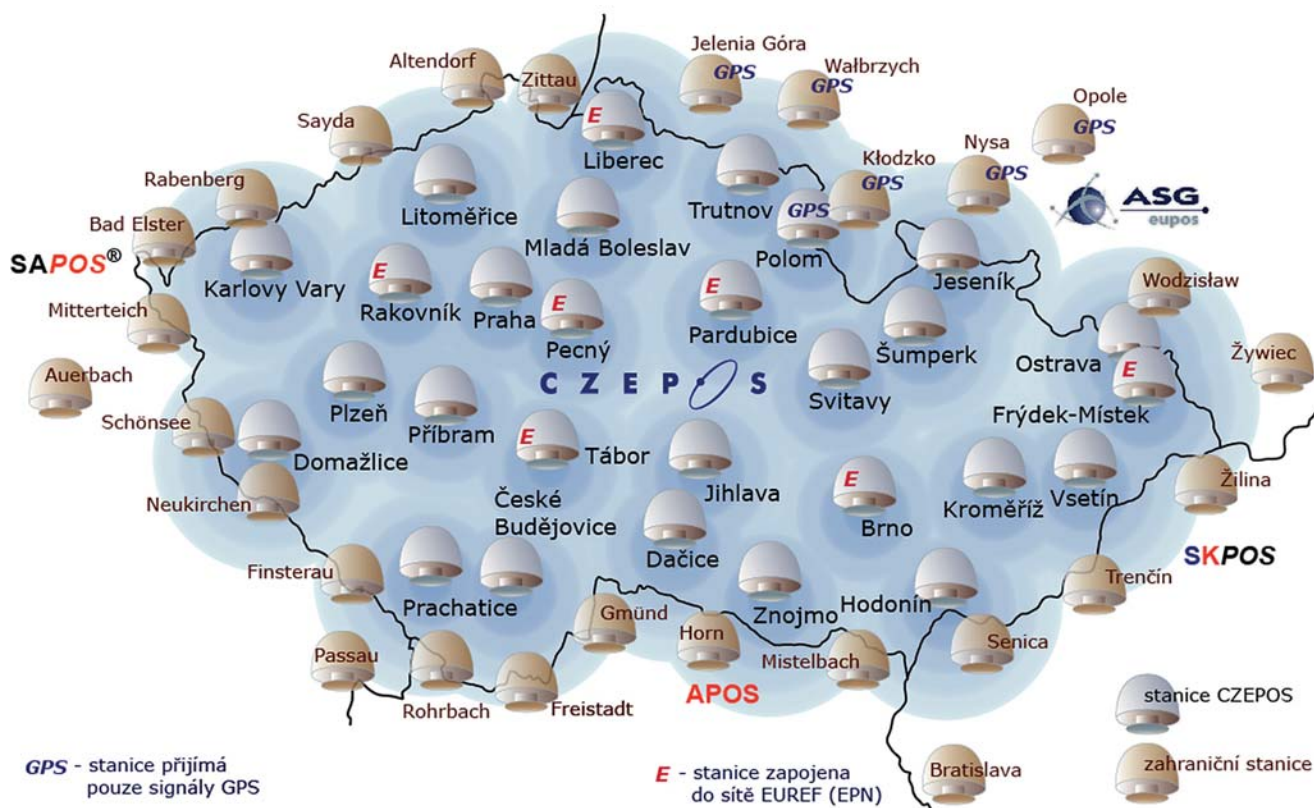 Jelenia Góra
GPS
Wałbrzych
GPS
Altendorf
Zittau
Opole
GPS
Sayda
E
Liberec
Nysa
GPS
Kłodzko
GPS
Rabenberg
Litoměřice
Trutnov
ASG
eupos
Bad Elster
Mladá Boleslav
GPS
Polom
SAPOS®
Karlovy Vary
E
Rakovník
Praha
E
Pecný
E
Pardubice
Jeseník
Wodzisław
Mitterteich
Šumperk
Ostrava
Żywiec
Auerbach
Plzeň
CZEPOS
Svitavy
E
Frýdek-Místek
Schönsee
Příbram
Domažlice
E
Tábor
Jihlava
E
Brno
Kroměříž
Vsetín
Žilina
Neukirchen
České
Budějovice
Dačice
SKPOS
Finsterau
Prachatice
Znojmo
Hodonín
Trenčín
Gmünd
Horn
Mistelbach
Senica
Passau
APOS
Rohrbach
Freistadt
stanice CZEPOS
GPS - stanice přijímá
pouze signály GPS
E - stanice zapojena
do sítě EUREF (EPN)
Bratislava
zahraniční stanice